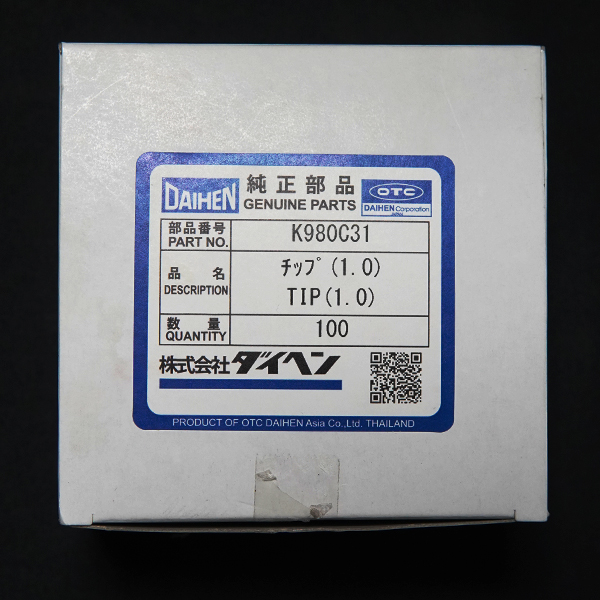 DAIHEN 純正部品 OTC
GENUINE PARTS DAIHEN Corporation
JAPAN
部品番号 K980C31
PART NO.
品名 チップ(1.0)
DESCRIPTION TIP(1.0)
数量 100
QUANTITY
株式会社ダイヘン
PRODUCT OF OTC DAIHEN Asia Co.,Ltd. THAILAND